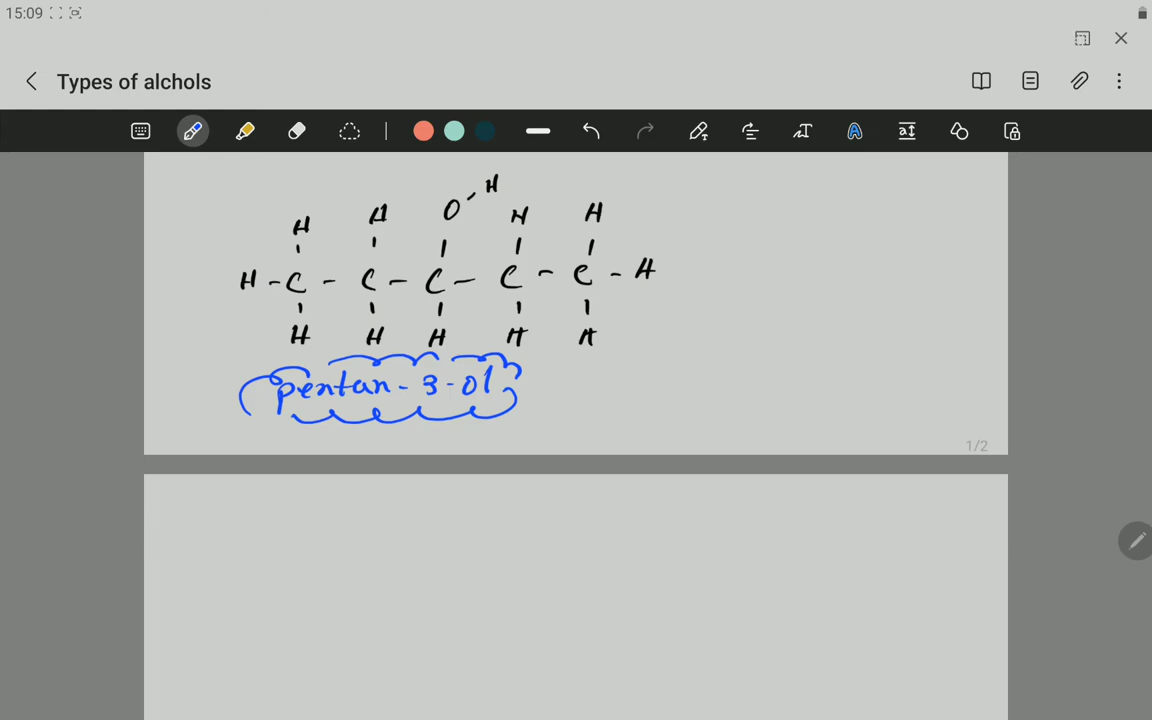 15:09
Types of alchols
H
H H O H H
H - C - C - C - C - C - H
H H H H H
pentan - 3 - ol
1/2